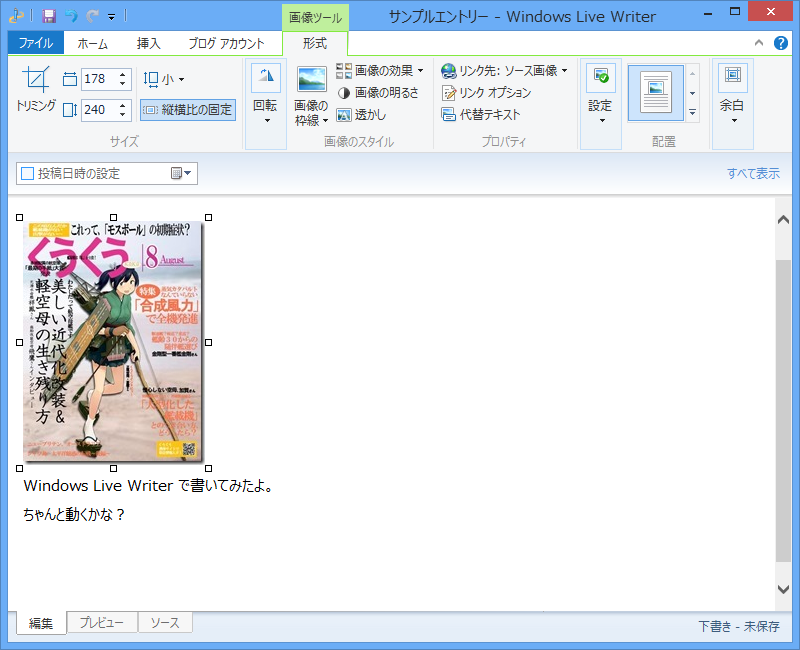 画像ツール
サンプルエントリー - Windows Live Writer
ファイル
ホーム
挿入
ブログ アカウント
形式
トリミング
178
240
小
縦横比の固定
サイズ
回転
画像の
枠線
画像の効果
画像の明るさ
透かし
画像のスタイル
リンク先: ソース画像
リンク オプション
代替テキスト
プロパティ
設定
配置
余白
投稿日時の設定
すべて表示
これって、「モスボール」の初期症状?
くうくう
8 August
特集
「合成風力」
で全機発進
美しい近代化改装&
軽空母の生き残り方
「大型化した
艦載機」
Windows Live Writer で書いてみたよ。
ちゃんと動くかな?
編集
プレビュー
ソース
下書き - 未保存